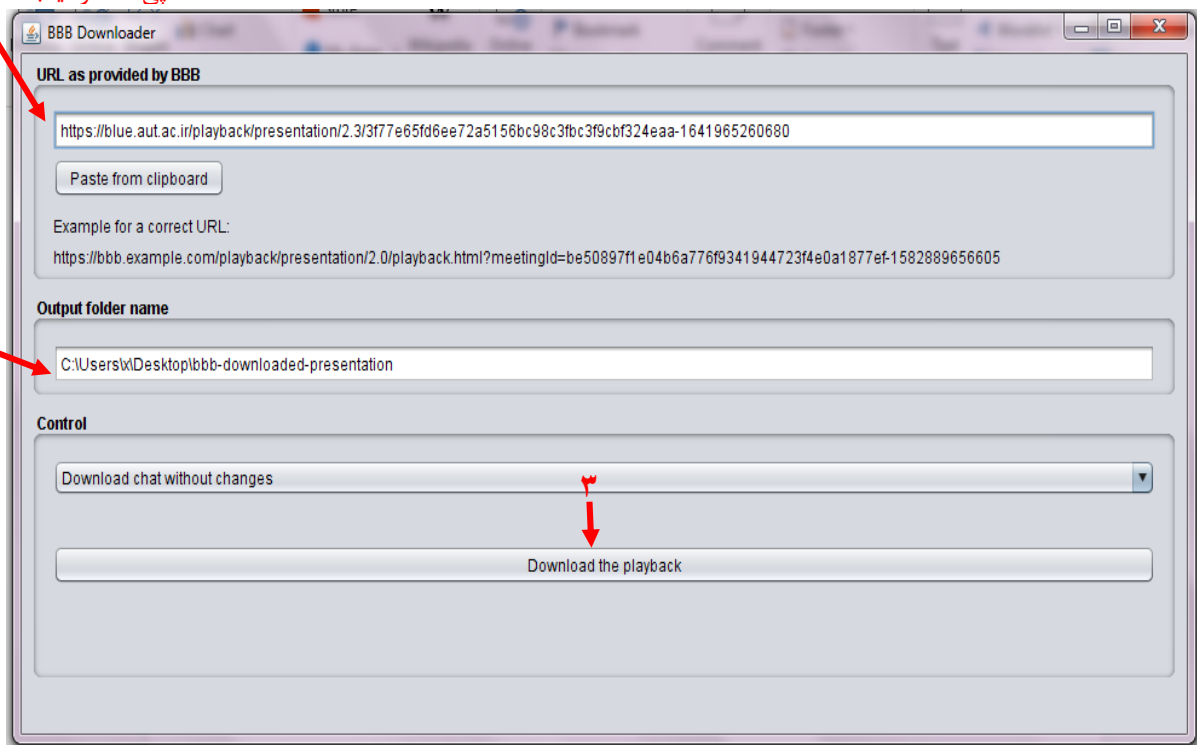 BBB Downloader
URL as provided by BBB
https://blue.aut.ac.ir/playback/presentation/2.3/3f77e65fd6ee72a5156bc98c3fbc3f9cbf324eaa-1641965260680
Paste from clipboard
Example for a correct URL:
https://bbb.example.com/playback/presentation/2.0/playback.html?meetingId=be50897f1e04b6a776f9341944723f4e0a1877ef-1582889656605
Output folder name
C:\Users\x\Desktop\bbb-downloaded-presentation
Control
Download chat without changes
۳
Download the playback